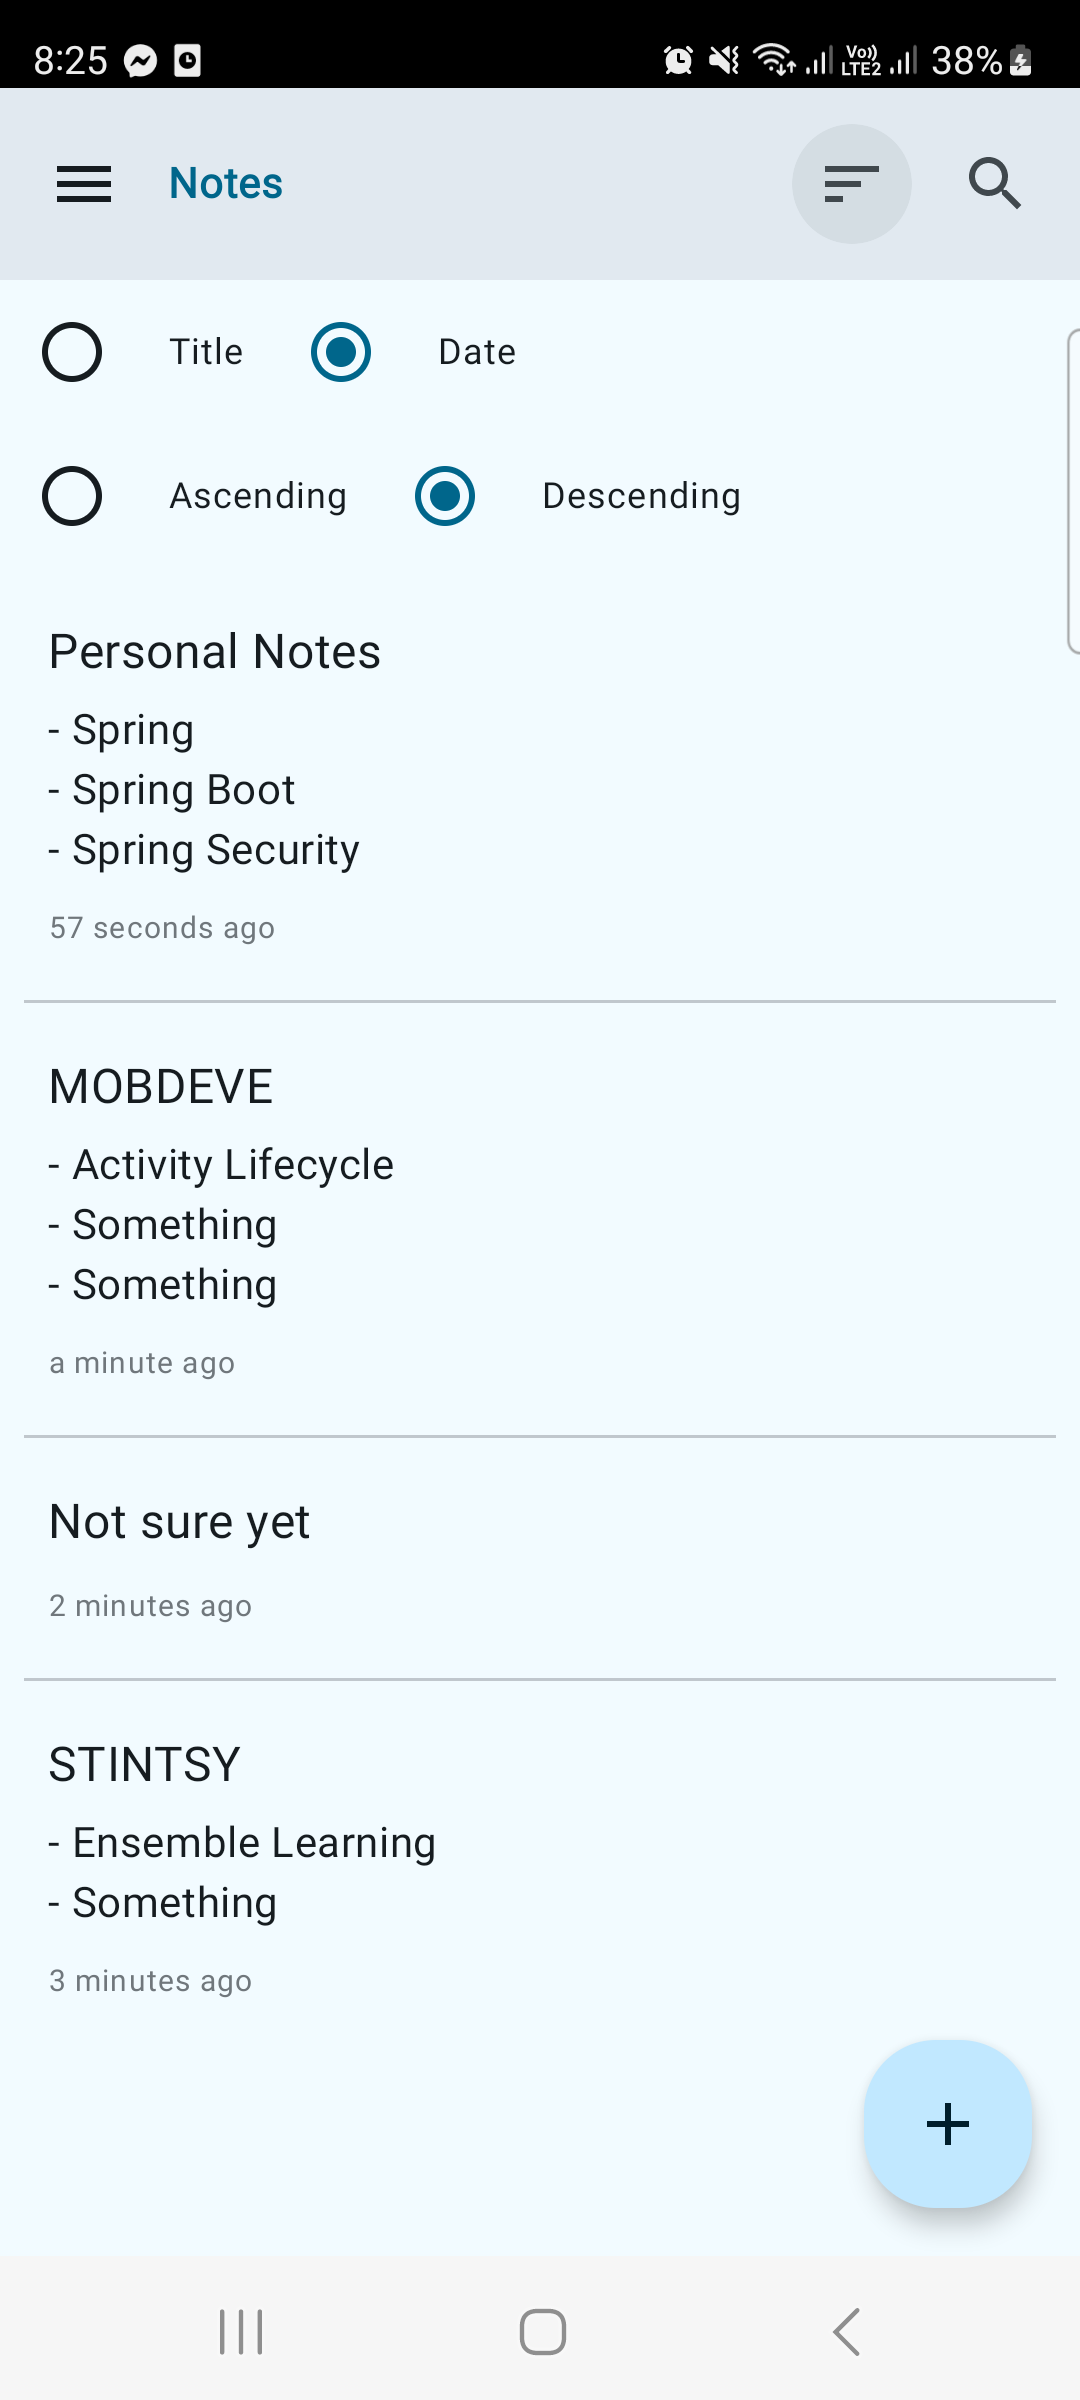 8:25
Vo)) LTE2 38%
Notes
Title Date
Ascending Descending
Personal Notes
- Spring
- Spring Boot
- Spring Security
57 seconds ago
MOBDEVE
- Activity Lifecycle
- Something
- Something
a minute ago
Not sure yet
2 minutes ago
STINTSY
- Ensemble Learning
- Something
3 minutes ago